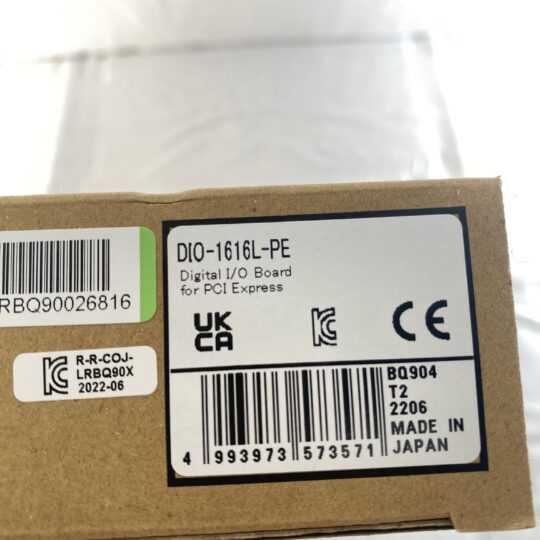 RBQ90026816
R-R-COJ-
LRBQ90X
2022-06
DIO-1616L-PE
Digital I/O Board
for PCI Express
UK
CA
CE
BQ904
T2
2206
MADE IN
JAPAN
4 993973 573571